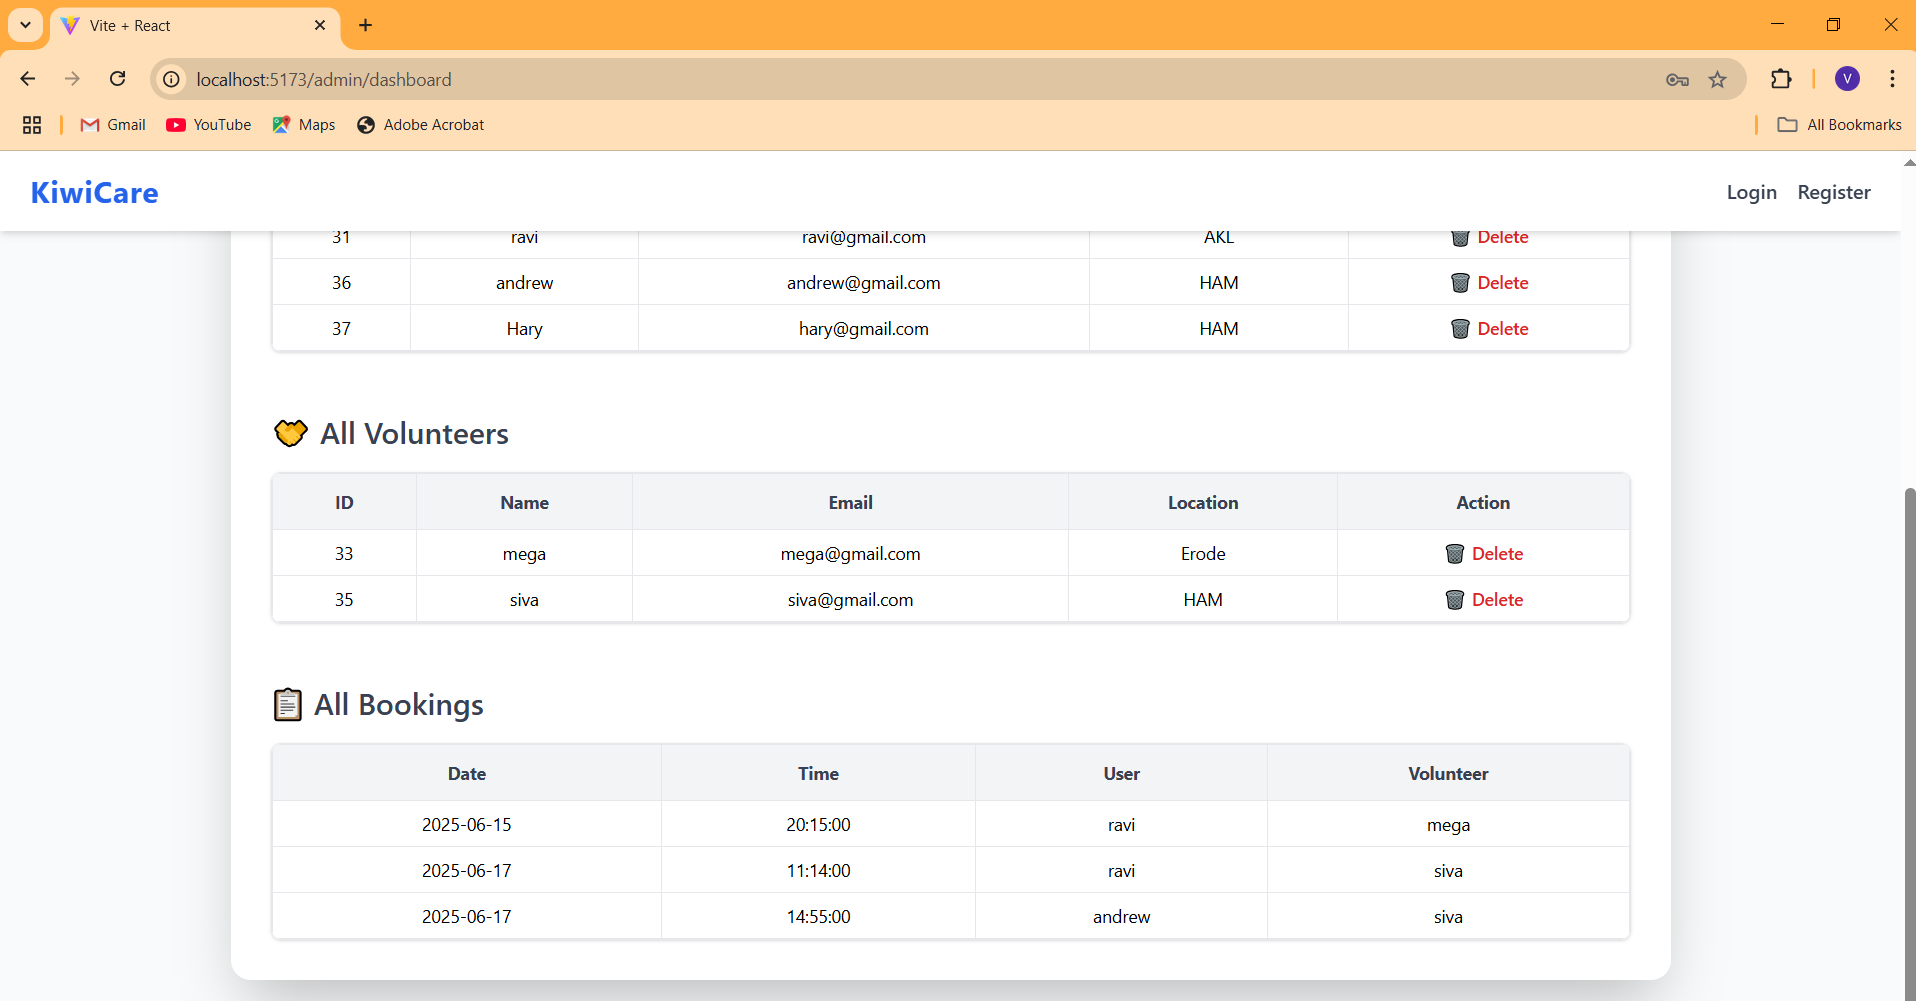 Vite + React
localhost:5173/admin/dashboard
V
Gmail YouTube Maps Adobe Acrobat All Bookmarks
KiwiCare Login Register
31 ravi ravi@gmail.com AKL Delete
36 andrew andrew@gmail.com HAM Delete
37 Hary hary@gmail.com HAM Delete
All Volunteers
ID Name Email Location Action
33 mega mega@gmail.com Erode Delete
35 siva siva@gmail.com HAM Delete
All Bookings
Date Time User Volunteer
2025-06-15 20:15:00 ravi mega
2025-06-17 11:14:00 ravi siva
2025-06-17 14:55:00 andrew siva